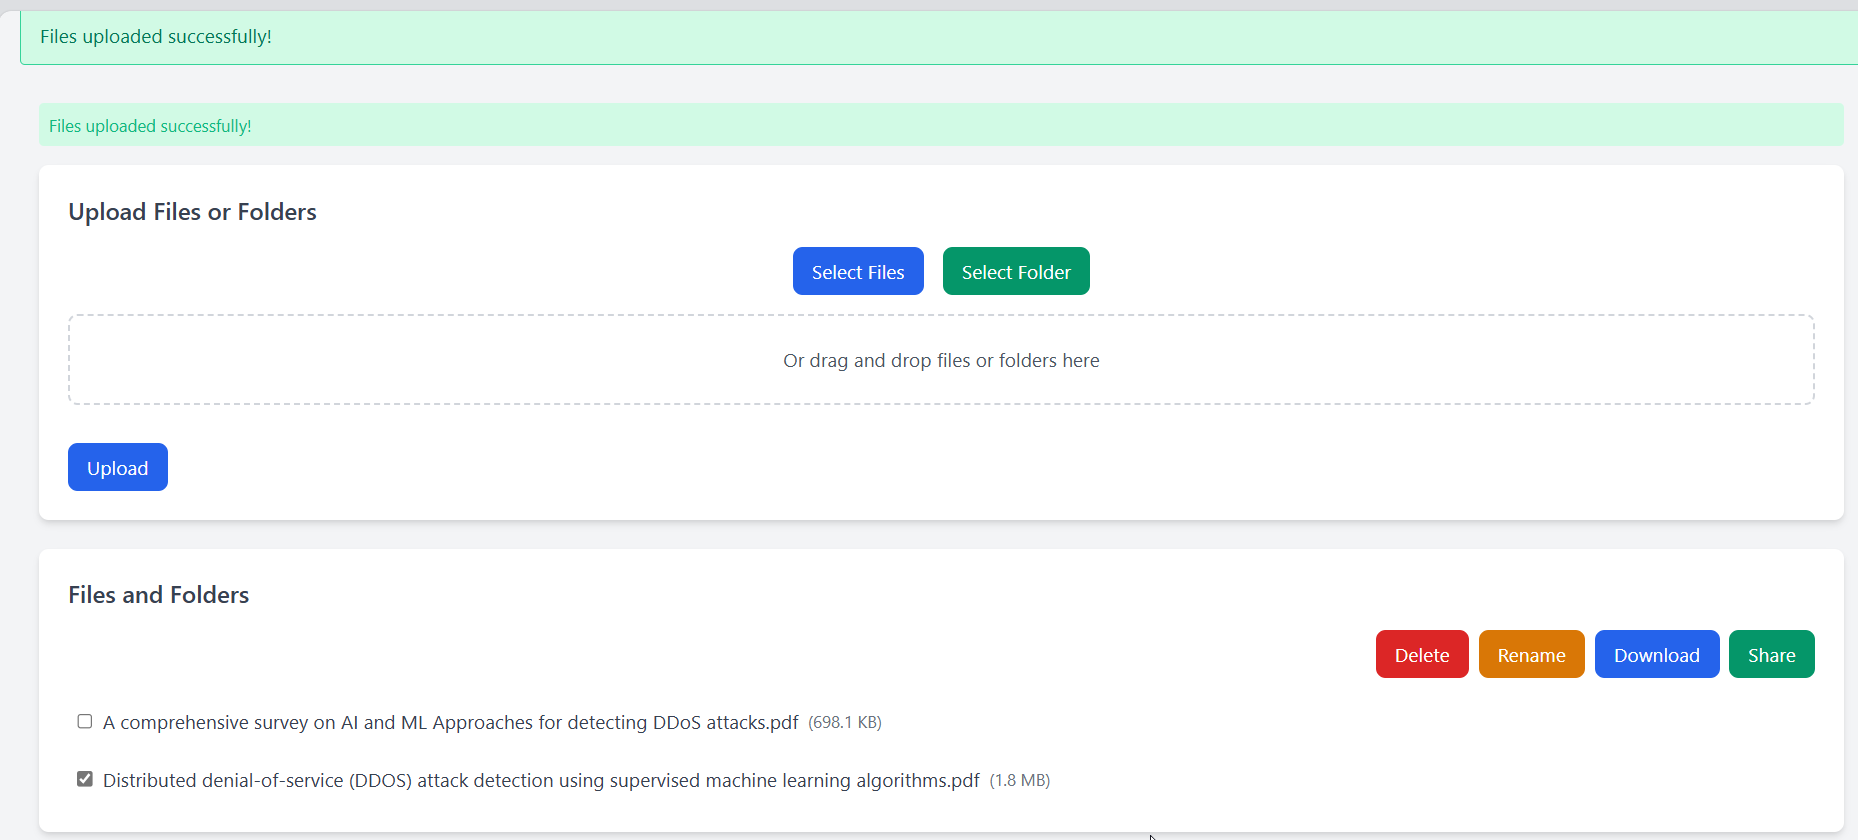 Files uploaded successfully!
Files uploaded successfully!
Upload Files or Folders
Select Files Select Folder
Or drag and drop files or folders here
Upload
Files and Folders
Delete Rename Download Share
A comprehensive survey on AI and ML Approaches for detecting DDoS attacks.pdf (698.1 KB)
Distributed denial-of-service (DDOS) attack detection using supervised machine learning algorithms.pdf (1.8 MB)